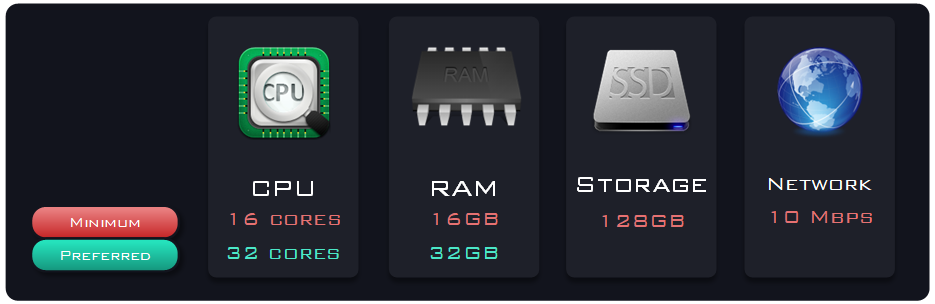 CPU
RAM
SSD
CPU
RAM
STORAGE
NETWORK
MINIMUM
16 CORES
16GB
128GB
10 MBPS
PREFERRED
32 CORES
32GB